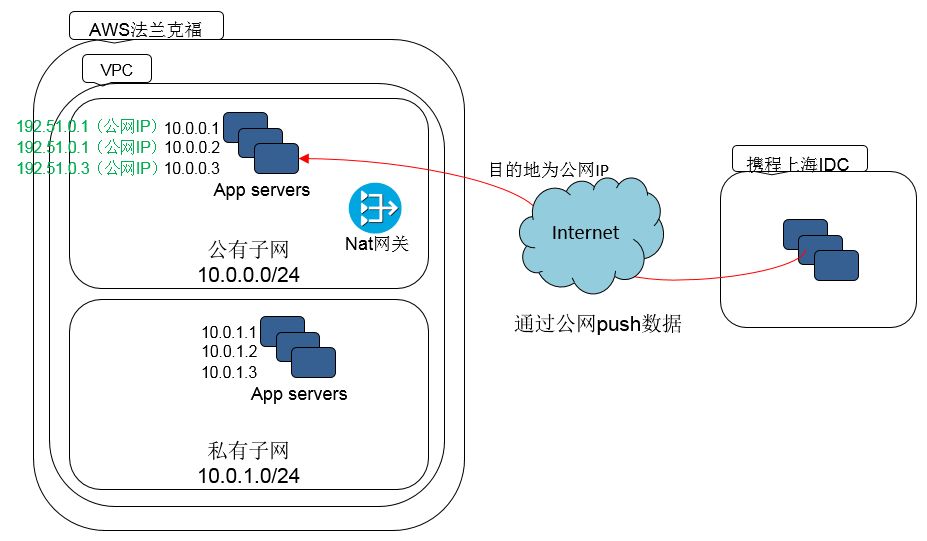 AWS法兰克福
VPC
192.51.0.1（公网IP）10.0.0.1
192.51.0.1（公网IP）10.0.0.2
192.51.0.3（公网IP）10.0.0.3
App servers
Nat网关
公有子网
10.0.0.0/24
10.0.1.1
10.0.1.2
10.0.1.3
App servers
私有子网
10.0.1.0/24
目的地为公网IP
Internet
通过公网push数据
携程上海IDC